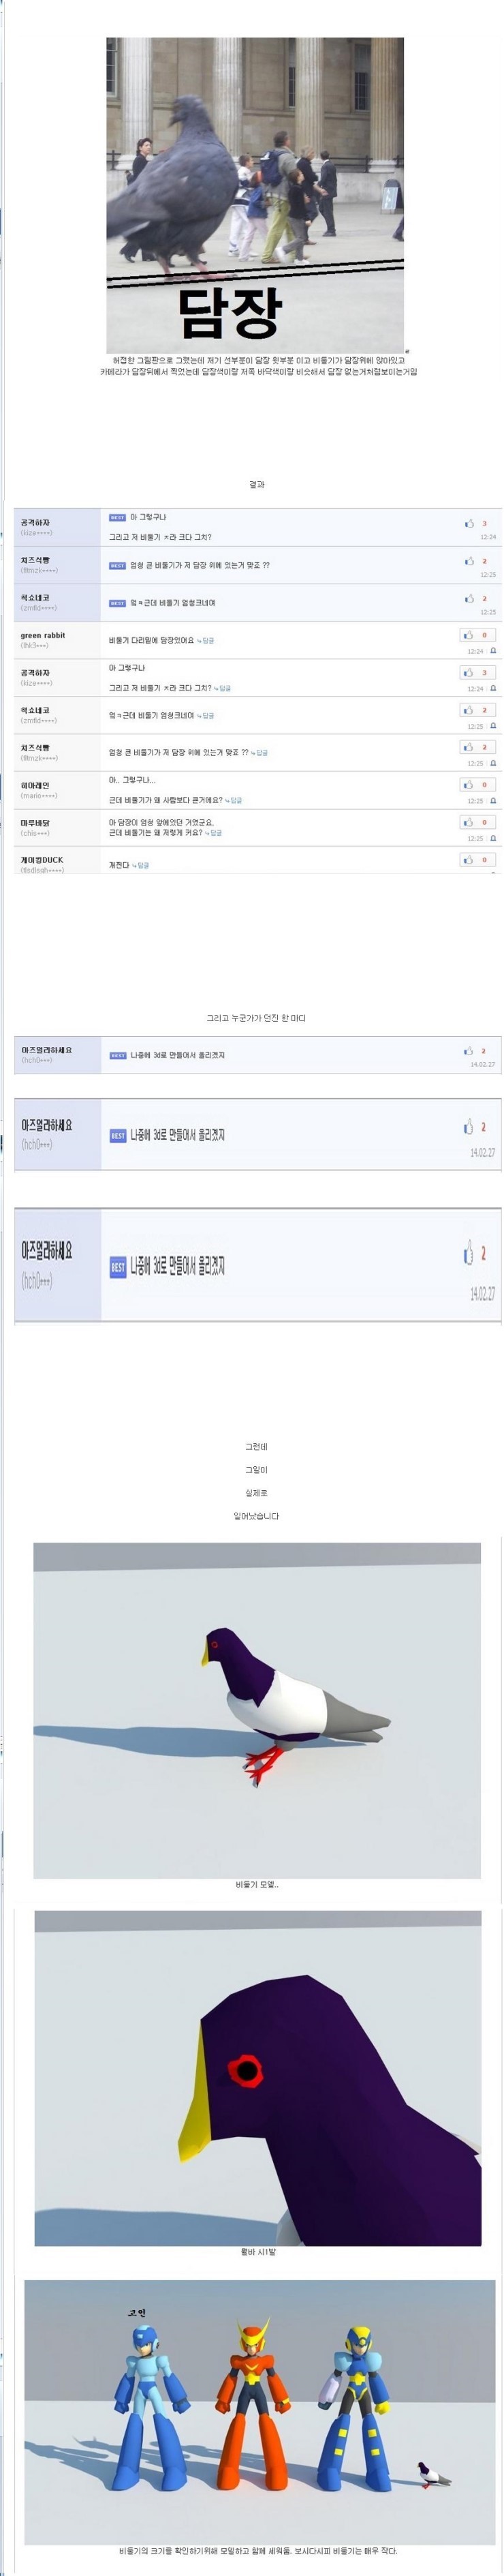 담장
허접한 그림판으로 그렸는데 저기 선부분이 담장 윗부분 이고 비둘기가 담장위에 앉아있고
카메라가 담장뒤에서 찍었는데 담장색이랑 저쪽 바닥색이랑 비슷해서 담장 없는거처럼보이는거임
결과
공격하자
BEST 아 그렇구나
3
(kize****)
그리고 저 비둘기 ㅈ라 크다 그치?
12:24
치즈식빵
BEST 엄청 큰 비둘기가 저 담장 위에 있는거 맞죠 ??
2
12:25
적요네코
BEST
근데 비둘기 엄청크네여
2
(zmfid****)
12:25
green rabbit
비둘기 다리밑에 담장있어요 답글
0
(lhk3***)
12:24
공격하자
아 그렇구나
3
(kize****)
그리고 저 비둘기 ㅈ라 크다 그치? 답글
12:24
적요네코
근데 비둘기 엄청크네여 답글
2
(zmfid****)
12:25
치즈식빵
엄청 큰 비둘기가 저 담장 위에 있는거 맞죠 ?? 답글
2
12:25
히아레인
아.. 그렇구나...
0
(mario****)
근데 비둘기가 왜 사람보다 큰거에요? 답글
12:25
마루바닭
아 담장이 엄청 앞에있던 거였군요.
0
(chis***)
근데 비둘기는 왜 저렇게 커요? 답글
12:25
게이킹DUCK
개쩐다 답글
0
그리고 누군가가 던진 한 마디
아즈얼라하세요
BEST 나중에 3d로 만들어서 올리겠지
2
(hch0***)
14.02.27
아즈얼라하세요
BEST 나중에 3d로 만들어서 올리겠지
2
(hch0***)
14.02.27
아즈얼라하세요
BEST 나중에 3d로 만들어서 올리겠지
2
(hch0***)
14.02.27
그런데
그일이
실제로
일어났습니다
비둘기 모델..
뭘바 시1발
고인
비둘기의 크기를 확인하기위해 모델하고 함께 세워둠. 보시다시피 비둘기는 매우 작다.